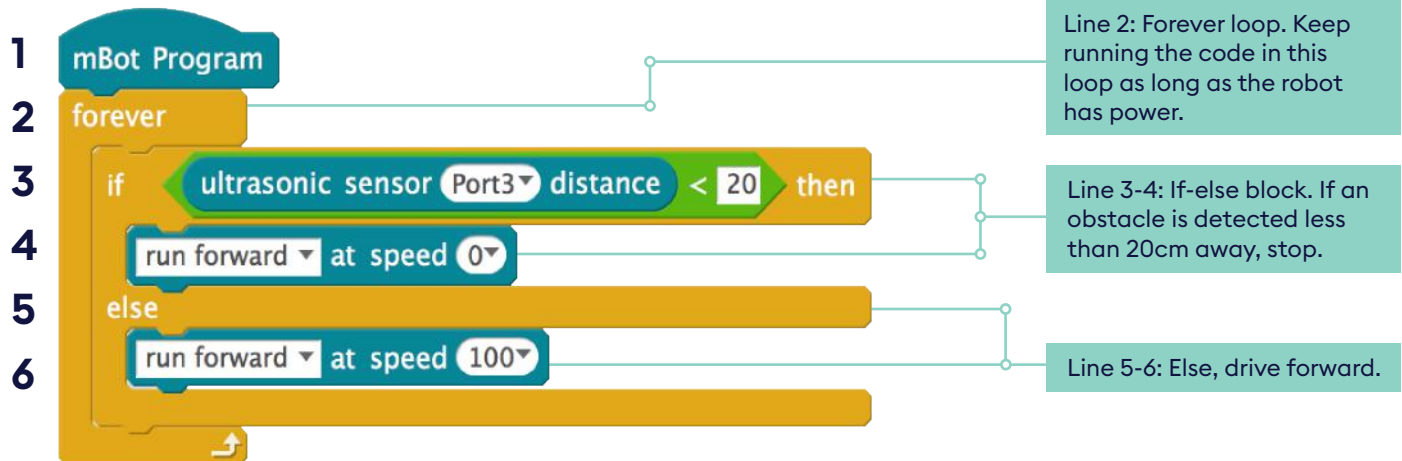 1 mBot Program
2 forever
3 if ultrasonic sensor Port3 distance < 20 then
4 run forward at speed 0
5 else
6 run forward at speed 100
Line 2: Forever loop. Keep
running the code in this
loop as long as the robot
has power.
Line 3-4: If-else block. If an
obstacle is detected less
than 20cm away, stop.
Line 5-6: Else, drive forward.